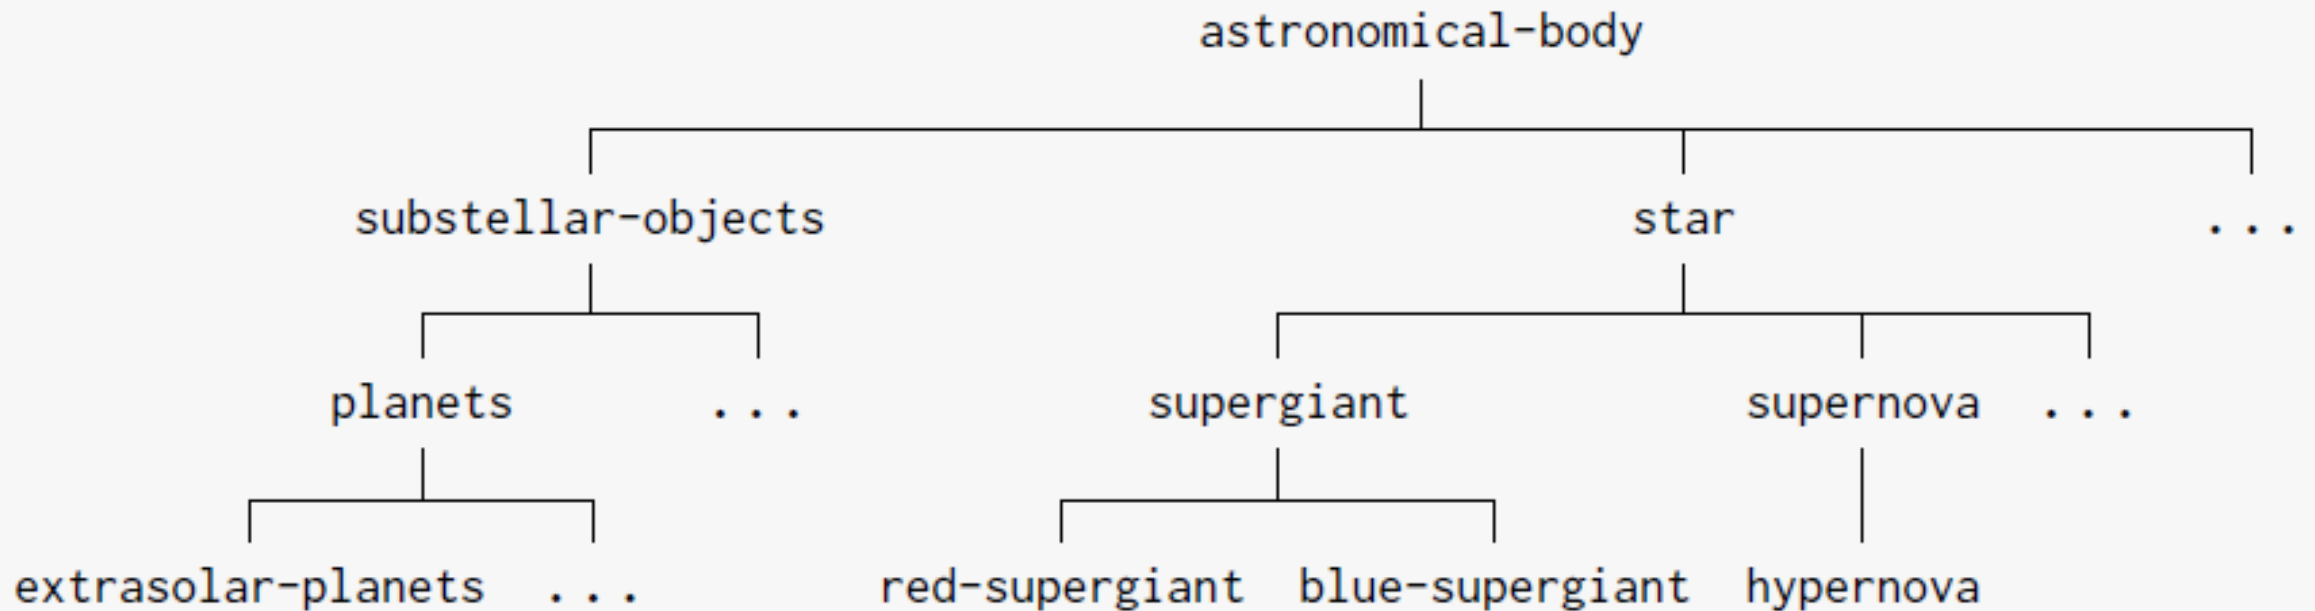 astronomical-body
substellar-objects star ...
planets ... supergiant supernova ...
extrasolar-planets ... red-supergiant blue-supergiant hypernova